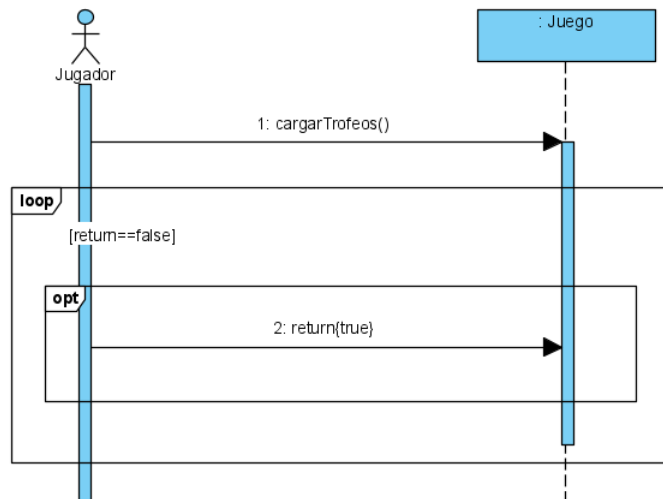 : Juego
Jugador
1: cargarTrofeos()
loop
[return==false]
opt
2: return{true}